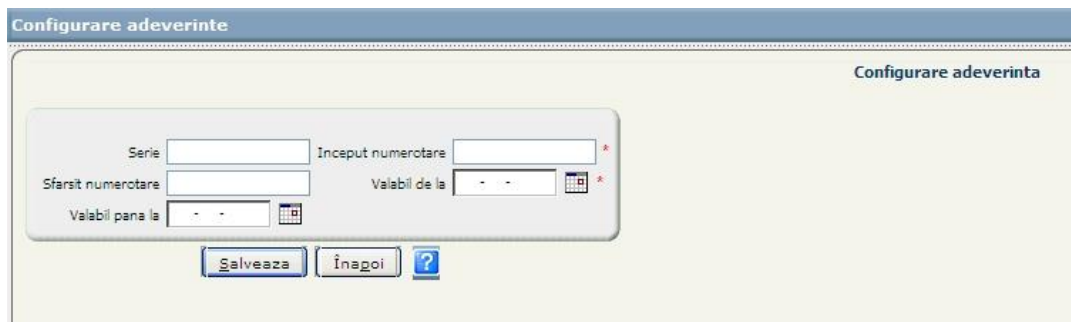 Configurare adeverinte
Configurare adeverinta
Serie Inceput numerotare *
Sfarsit numerotare Valabil de la - - *
Valabil pana la - -
Salveaza Înapoi ?